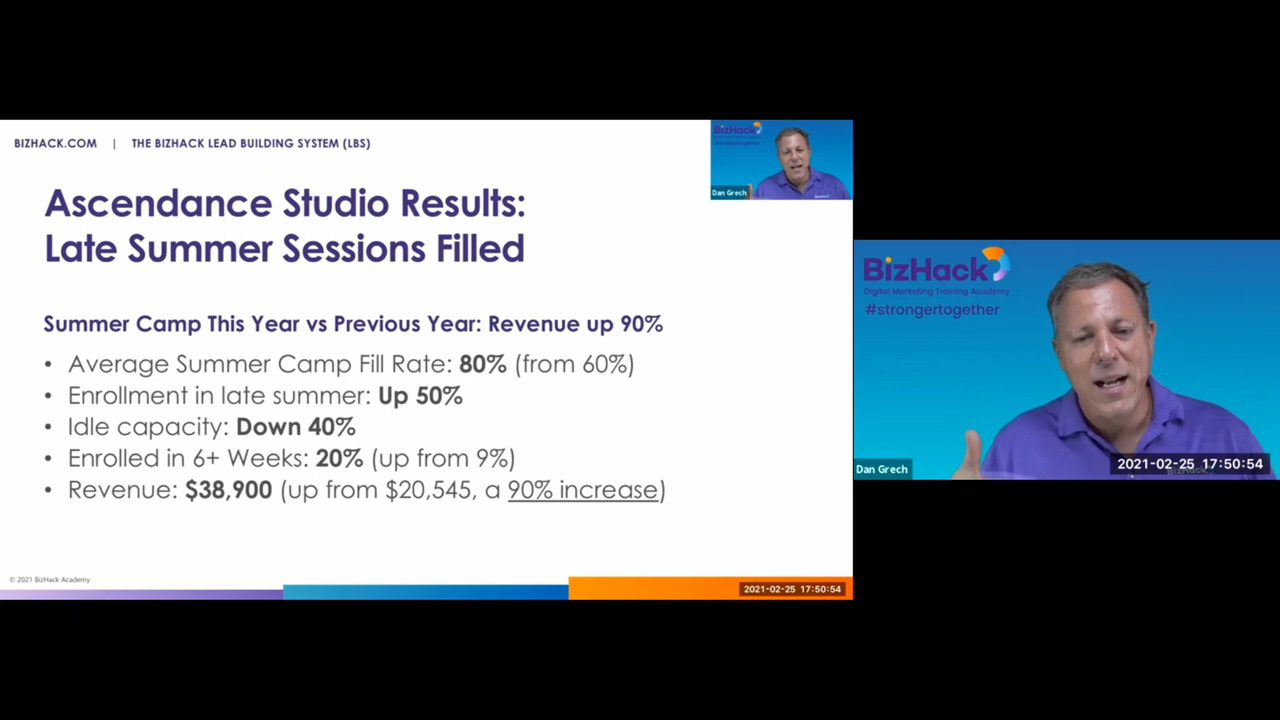 BIZHACK.COM | THE BIZHACK LEAD BUILDING SYSTEM (LBS)
Ascendance Studio Results:
Late Summer Sessions Filled
Summer Camp This Year vs Previous Year: Revenue up 90%
• Average Summer Camp Fill Rate: 80% (from 60%)
• Enrollment in late summer: Up 50%
• Idle capacity: Down 40%
• Enrolled in 6+ Weeks: 20% (up from 9%)
• Revenue: $38,900 (up from $20,545, a 90% increase)
© 2021 BizHack Academy
2021-02-25 17:50:54
BizHack
#strongertogether
Dan Grech
BizHack
Digital Marketing Training Academy
#strongertogether
Dan Grech
2021-02-25 17:50:54
BizHack